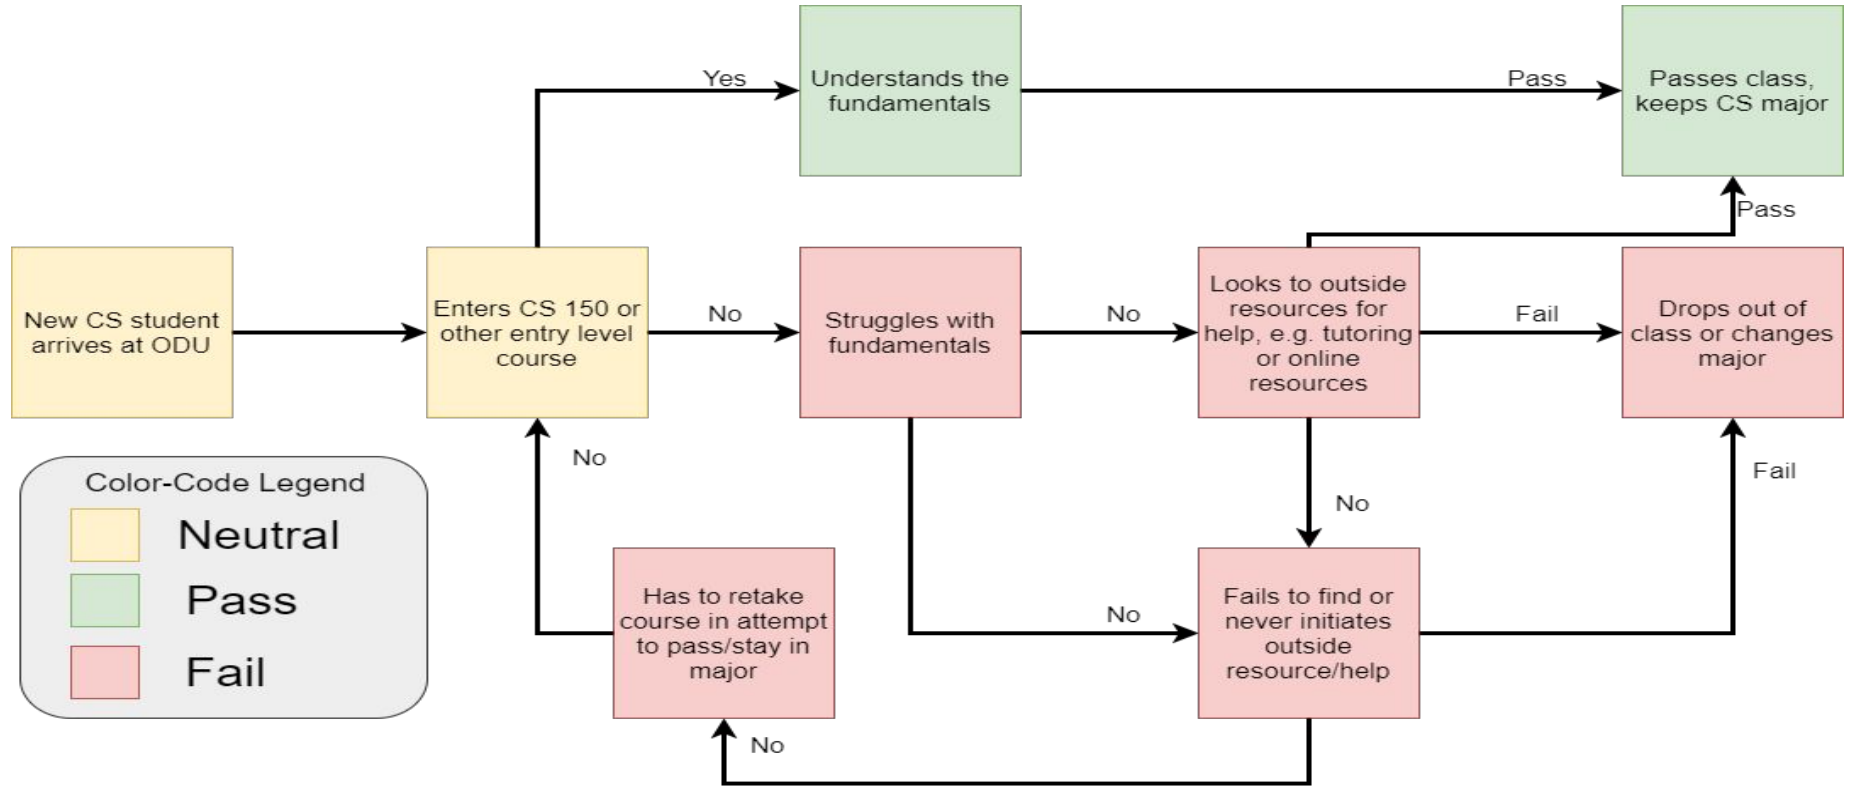 Yes
Understands the
fundamentals
Pass
Passes class,
keeps CS major
Pass
New CS student
arrives at ODU
Enters CS 150 or
other entry level
course
No
Struggles with
fundamentals
No
Looks to outside
resources for
help, e.g. tutoring
or online
resources
Fail
Drops out of
class or changes
major
No
No
Fail
Color-Code Legend
Neutral
Pass
Fail
Has to retake
course in attempt
to pass/stay in
major
No
No
Fails to find or
never initiates
outside
resource/help